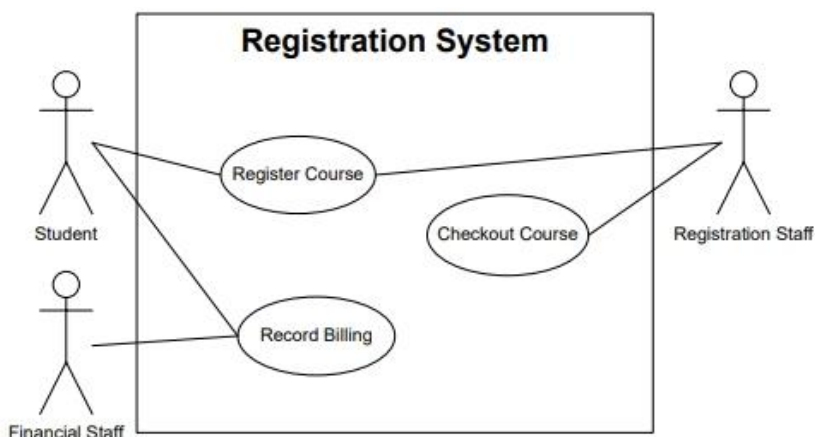 Registration System
Register Course
Student
Checkout Course
Registration Staff
Record Billing
Financial Staff